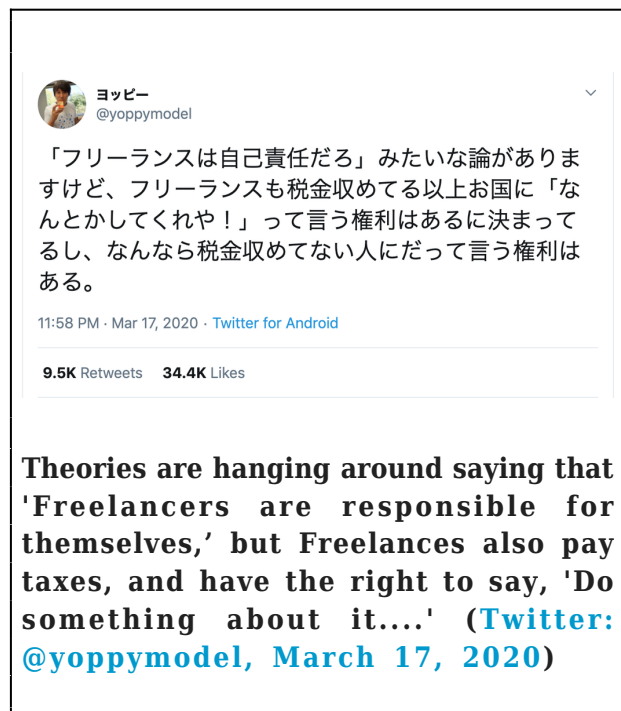 ヨッピー
@yoppymodel
「フリーランスは自己責任だろ」みたいな論がありま
すけど、フリーランスも税金収めてる以上お国に「な
んとかしてくれや！」って言う権利はあるに決まって
るし、なんなら税金収めてない人にだって言う権利は
ある。
11:58 PM · Mar 17, 2020 · Twitter for Android
9.5K Retweets 34.4K Likes
Theories are hanging around saying that
'Freelancers are responsible for
themselves,’ but Freelances also pay
taxes, and have the right to say, 'Do
something about it....' (Twitter:
@yoppymodel, March 17, 2020)